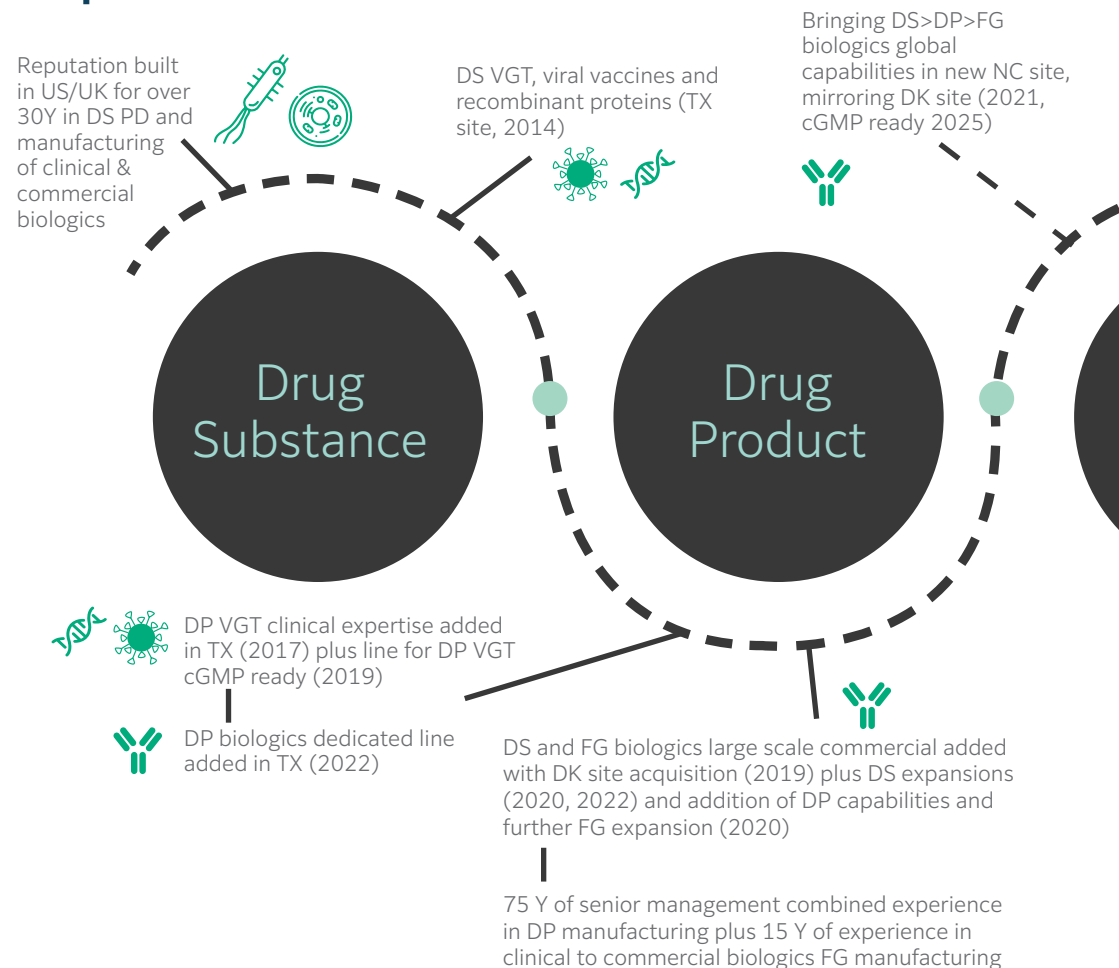 Reputation built
in US/UK for over
30Y in DS PD and
manufacturing
of clinical &
commercial
biologics
DS VGT, viral vaccines and
recombinant proteins (TX
site, 2014)
Bringing DS>DP>FG
biologics global
capabilities in new NC site,
mirroring DK site (2021,
cGMP ready 2025)
Drug
Substance
Drug
Product
DP VGT clinical expertise added
in TX (2017) plus line for DP VGT
cGMP ready (2019)
DP biologics dedicated line
added in TX (2022)
DS and FG biologics large scale commercial added
with DK site acquisition (2019) plus DS expansions
(2020, 2022) and addition of DP capabilities and
further FG expansion (2020)
75 Y of senior management combined experience
in DP manufacturing plus 15 Y of experience in
clinical to commercial biologics FG manufacturing